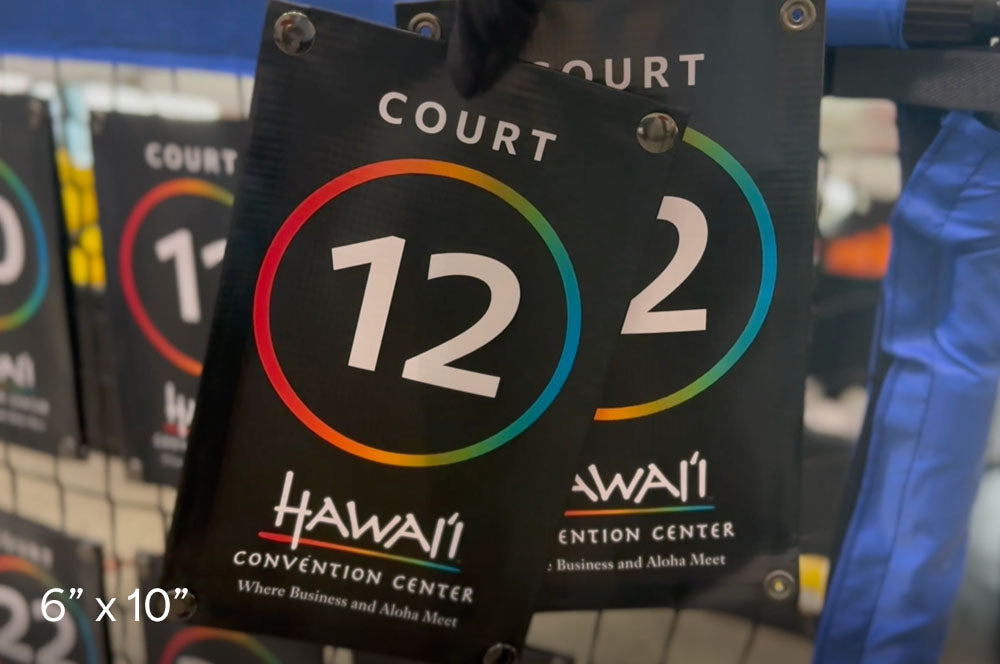 COURT
12
HAWAI‘I
CONVENTION CENTER
Where Business and Aloha Meet
COURT
2
HAWAI‘I
CONVENTION CENTER
Business and Aloha Meet
COURT
6” x 10”